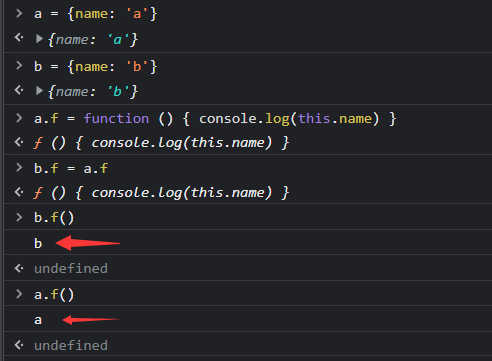 > a = {name: 'a'}
<· ▶{name: 'a'}
> b = {name: 'b'}
<· ▶{name: 'b'}
> a.f = function () { console.log(this.name) }
<· ƒ () { console.log(this.name) }
> b.f = a.f
<· ƒ () { console.log(this.name) }
> b.f()
b
<· undefined
> a.f()
a
<· undefined